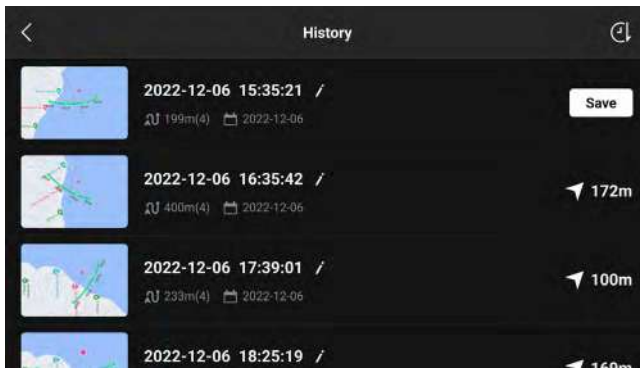 History
2022-12-06 15:35:21
199m(4) 2022-12-06
Save
2022-12-06 16:35:42
400m(4) 2022-12-06
172m
2022-12-06 17:39:01
233m(4) 2022-12-06
100m
2022-12-06 18:25:19
169m